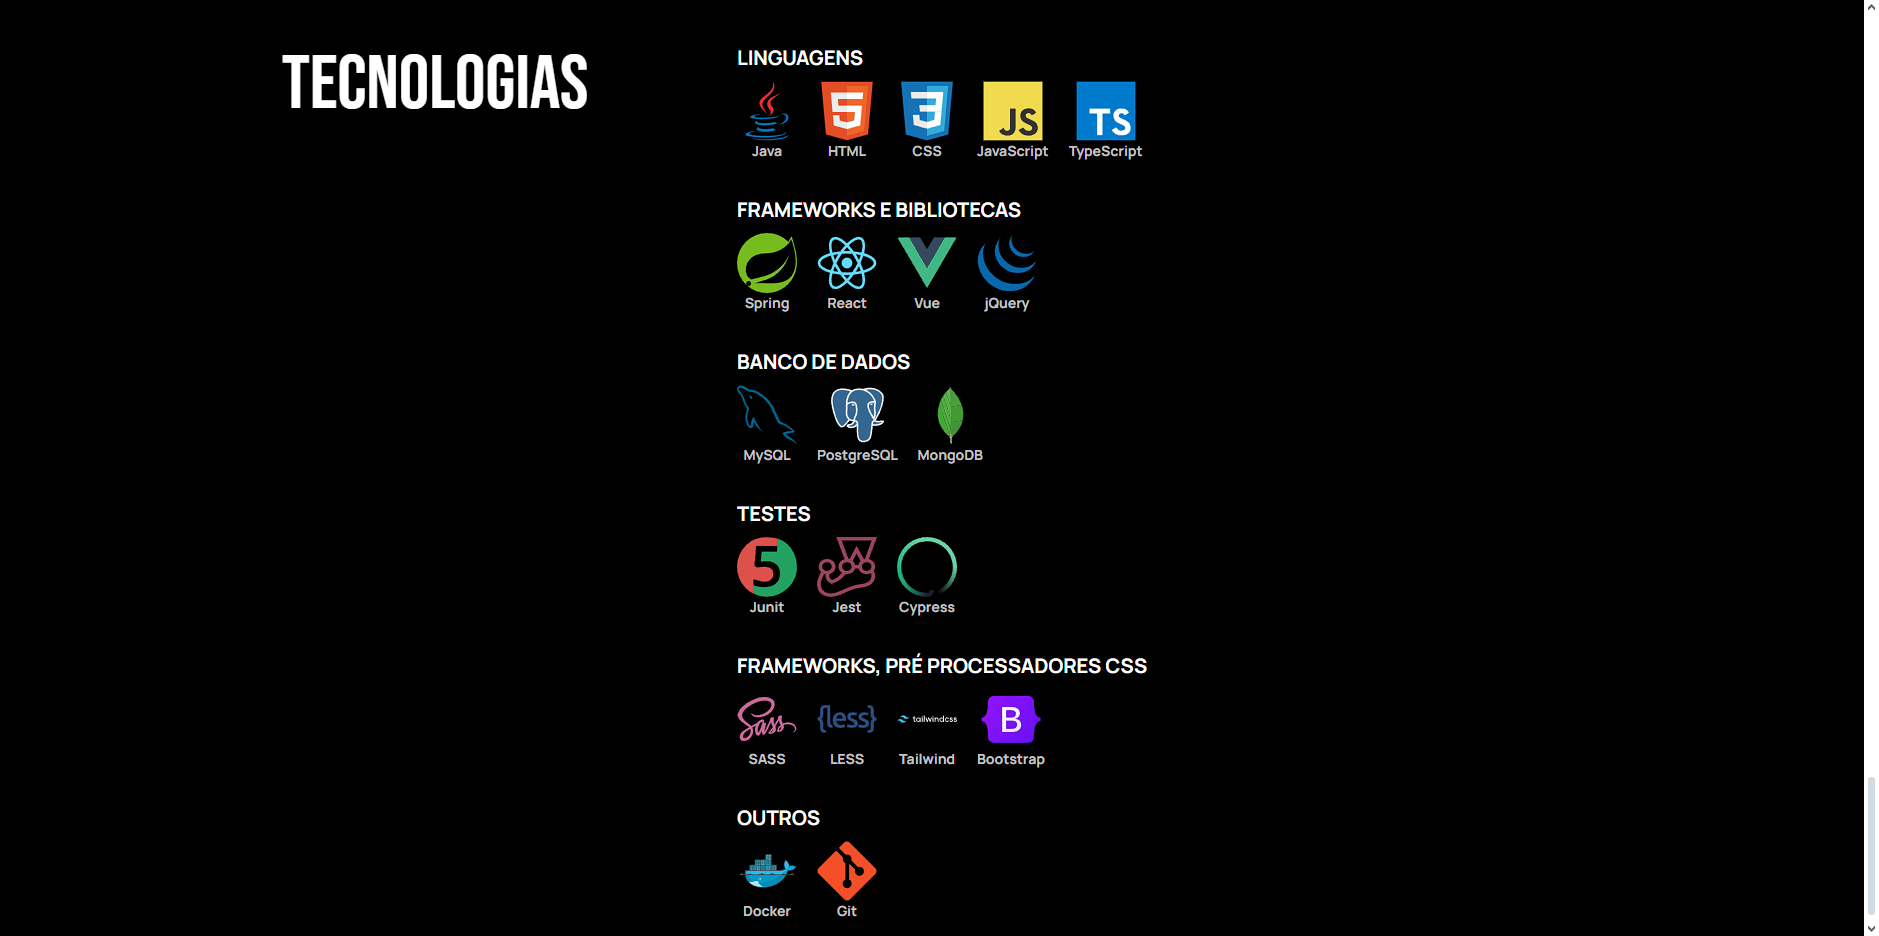 TECNOLOGIAS
LINGUAGENS
5 3 JS TS
Java HTML CSS JavaScript TypeScript
FRAMEWORKS E BIBLIOTECAS
Spring React Vue jQuery
BANCO DE DADOS
MySQL PostgreSQL MongoDB
TESTES
5
Junit Jest Cypress
FRAMEWORKS, PRÉ PROCESSADORES CSS
Sass {less} tailwindcss B
SASS LESS Tailwind Bootstrap
OUTROS
Docker Git